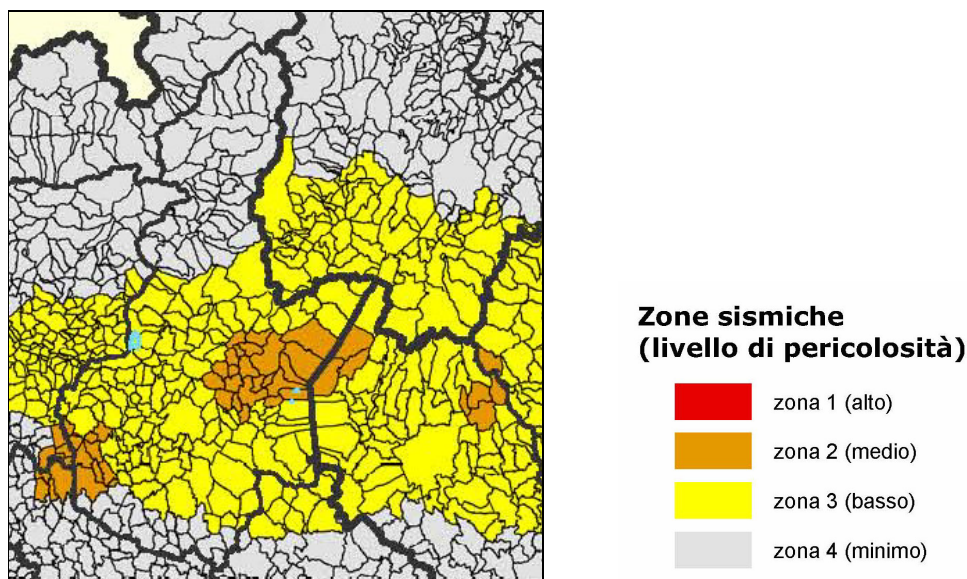 Zone sismiche
(livello di pericolosità)
zona 1 (alto)
zona 2 (medio)
zona 3 (basso)
zona 4 (minimo)